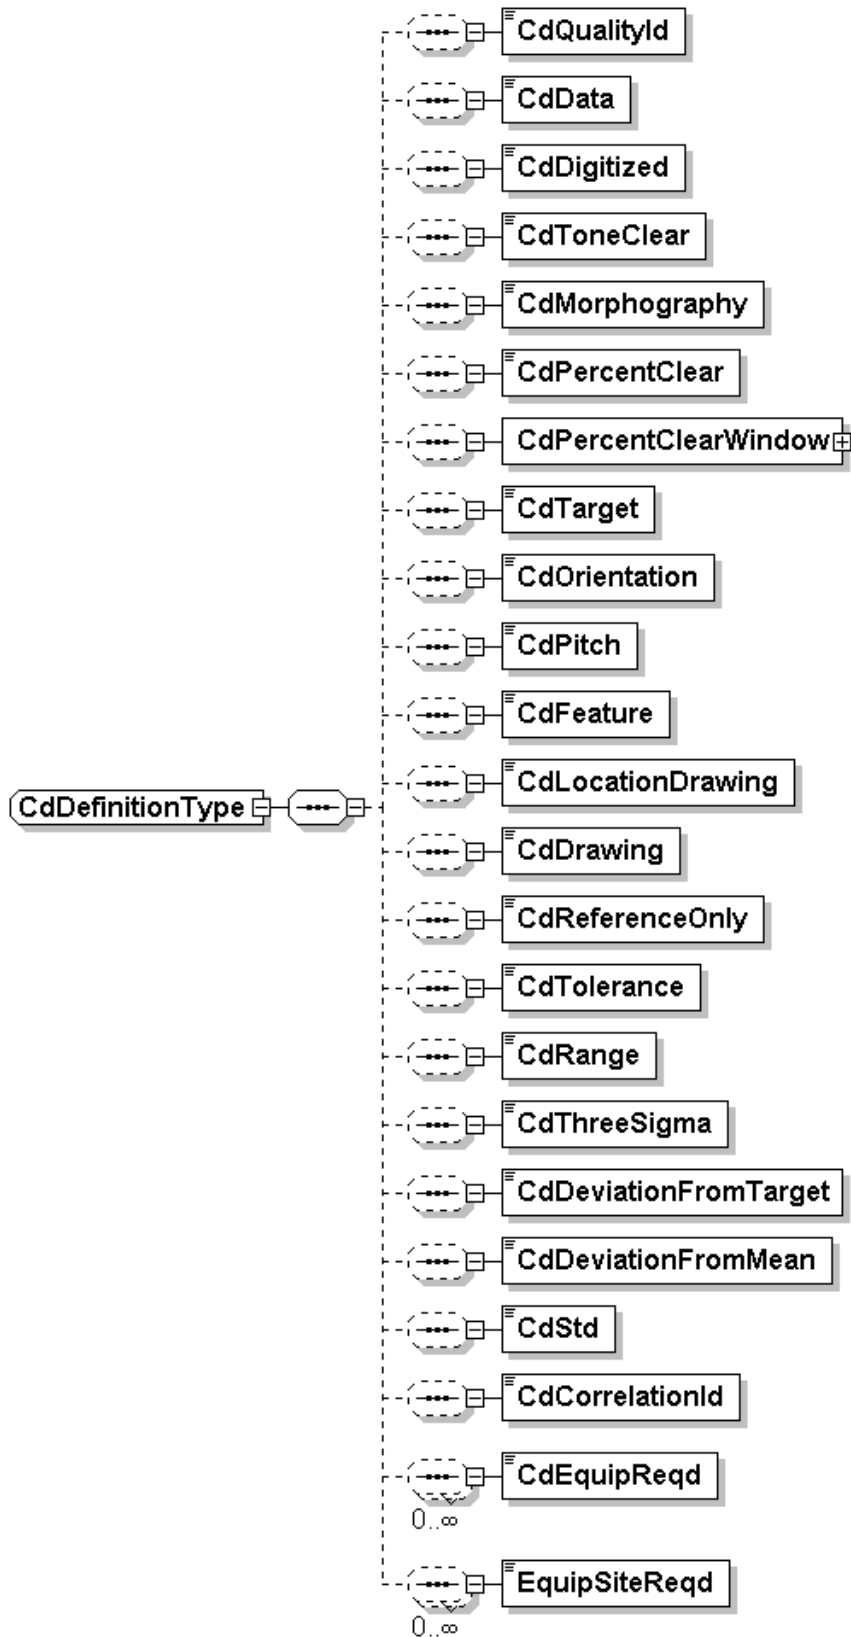 CdQualityId
CdData
CdDigitized
CdToneClear
CdMorphography
CdPercentClear
CdPercentClearWindow
CdTarget
CdOrientation
CdPitch
CdFeature
CdLocationDrawing
CdDefinitionType
CdDrawing
CdReferenceOnly
CdTolerance
CdRange
CdThreeSigma
CdDeviationFromTarget
CdDeviationFromMean
CdStd
CdCorrelationId
CdEquipReqd
0..∞
EquipSiteReqd
0..∞